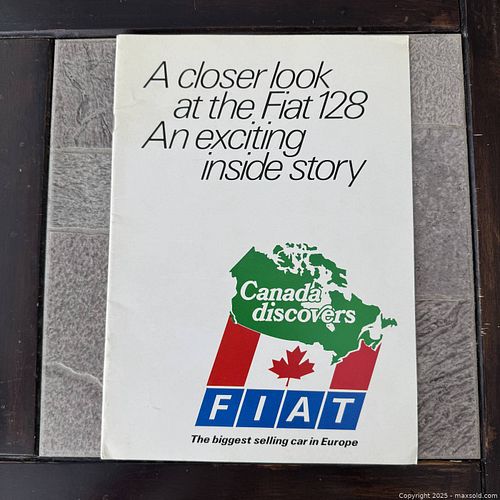 A closer look
at the Fiat 128
An exciting
inside story
Canada
discovers
FIAT
The biggest selling car in Europe
Copyright © 2025 - maxsold.com